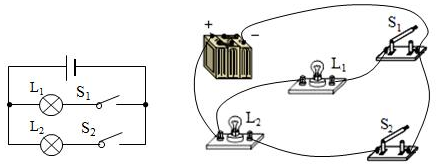 L₁ S₁
L₂ S₂
+ −
S₁
L₁
L₂
S₂